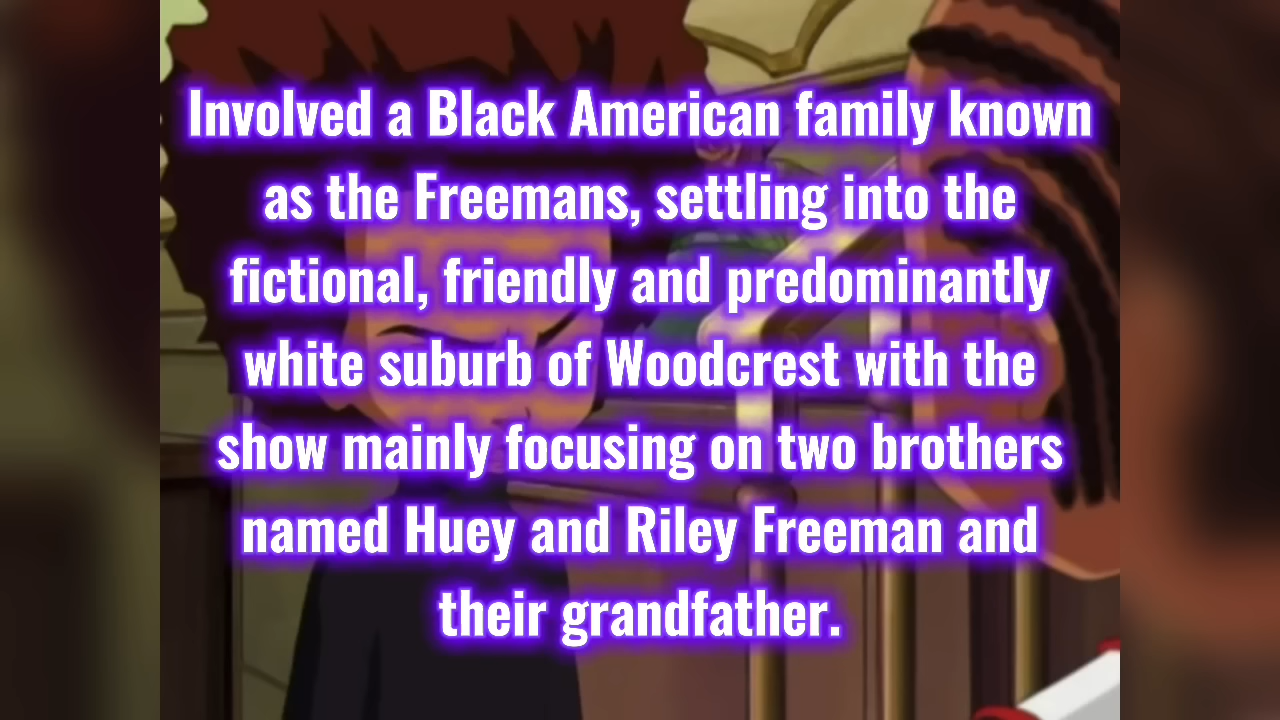 Involved a Black American family known
as the Freemans, settling into the
fictional, friendly and predominantly
white suburb of Woodcrest with the
show mainly focusing on two brothers
named Huey and Riley Freeman and
their grandfather.